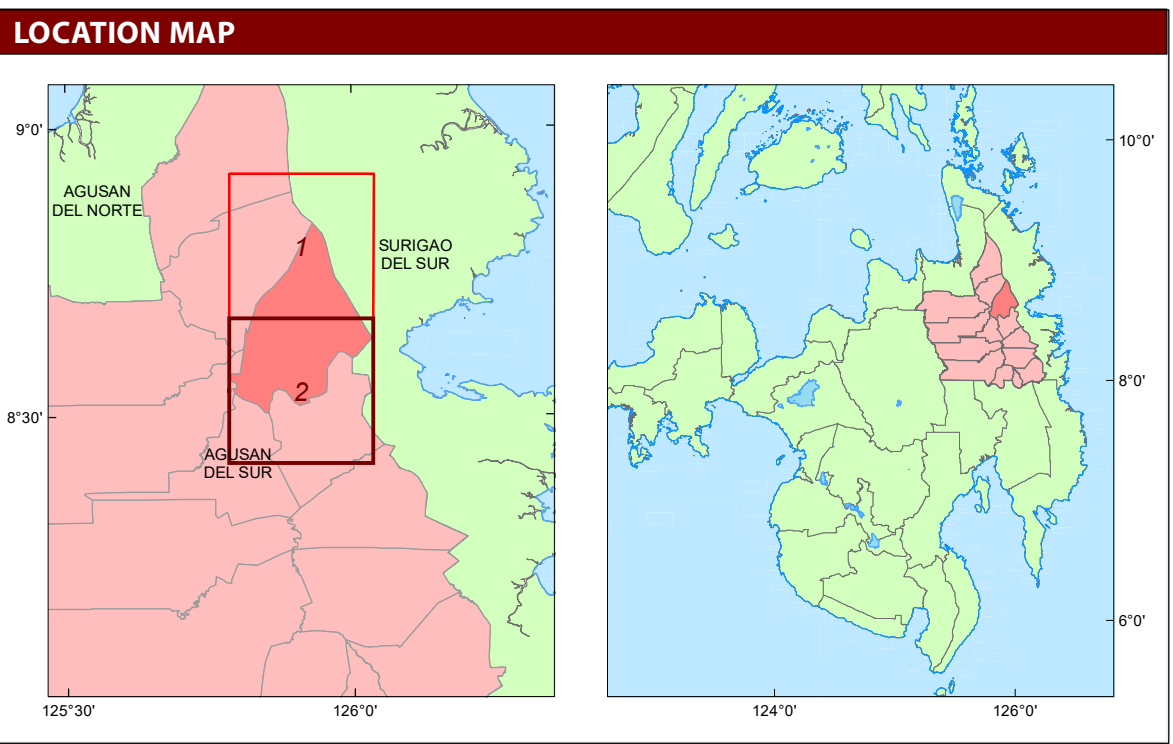 LOCATION MAP
9°0'
AGUSAN
DEL NORTE
1
SURIGAO
DEL SUR
2
8°30'
AGUSAN
DEL SUR
125°30'
126°0'
10°0'
8°0'
6°0'
124°0'
126°0'